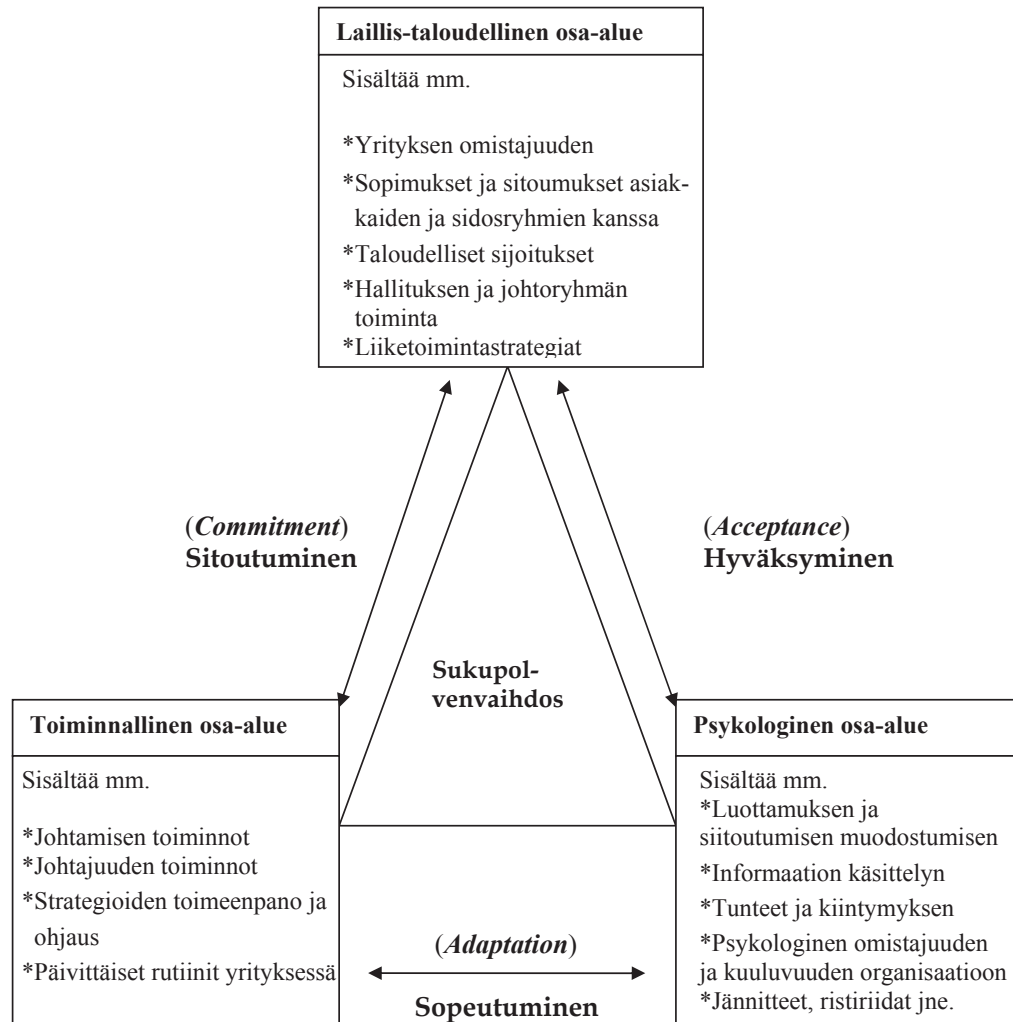 Laillis-taloudellinen osa-alue
Sisältää mm.
*Yrityksen omistajuuden
*Sopimukset ja sitoumukset asiak-
kaiden ja sidosryhmien kanssa
*Taloudelliset sijoitukset
*Hallituksen ja johtoryhmän
toiminta
*Liiketoimintastrategiat
(Commitment)
Sitoutuminen
(Acceptance)
Hyväksyminen
Sukupol-
venvaihdos
Toiminnallinen osa-alue
Sisältää mm.
*Johtamisen toiminnot
*Johtajuuden toiminnot
*Strategioiden toimeenpano ja
ohjaus
*Päivittäiset rutiinit yrityksessä
(Adaptation)
Sopeutuminen
Psykologinen osa-alue
Sisältää mm.
*Luottamuksen ja
siitoutumisen muodostumisen
*Informaation käsittelyn
*Tunteet ja kiintymyksen
*Psykologinen omistajuuden
ja kuuluvuuden organisaatioon
*Jännitteet, ristiriidat jne.